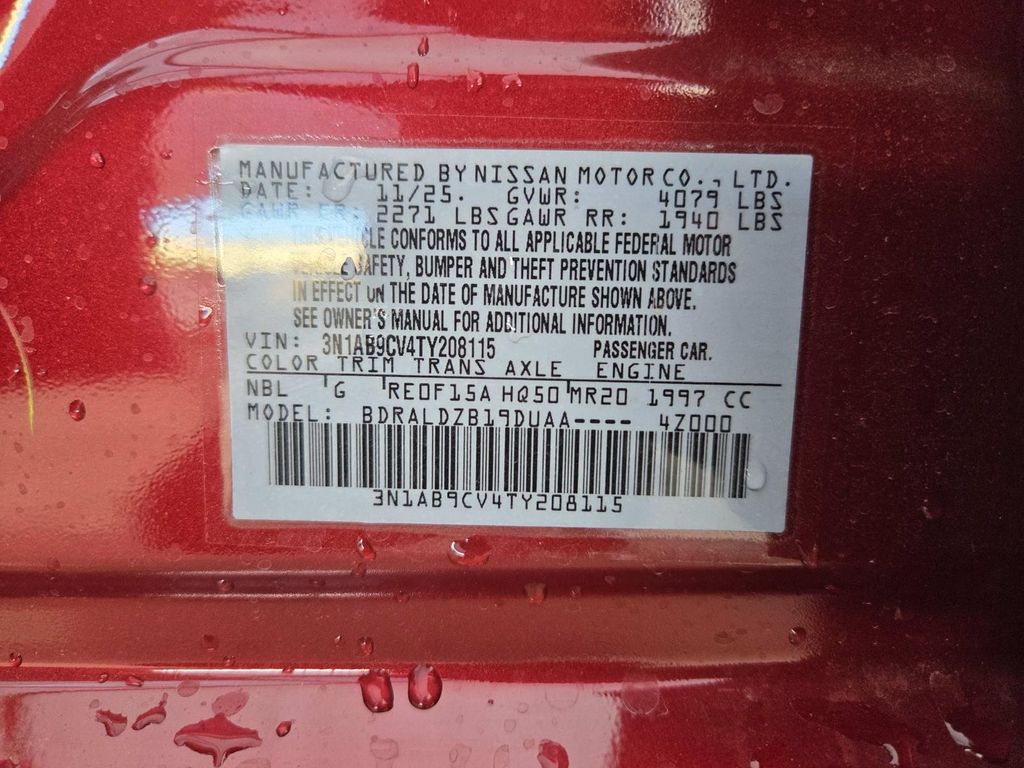 MANUFACTURED BY NISSAN MOTOR CO., LTD.
DATE: 11/25. GVWR: 4079 LBS
GAWR FR: 2271 LBS GAWR RR: 1940 LBS
THIS VEHICLE CONFORMS TO ALL APPLICABLE FEDERAL MOTOR
VEHICLE SAFETY, BUMPER AND THEFT PREVENTION STANDARDS
IN EFFECT ON THE DATE OF MANUFACTURE SHOWN ABOVE.
SEE OWNER'S MANUAL FOR ADDITIONAL INFORMATION.
VIN: 3N1AB9CV4TY208115 PASSENGER CAR.
COLOR TRIM TRANS AXLE ENGINE
NBL G RE0F15A HQ50 MR20 1997 CC
MODEL: BDRALDZB19DUAA---- 4Z000
3N1AB9CV4TY208115